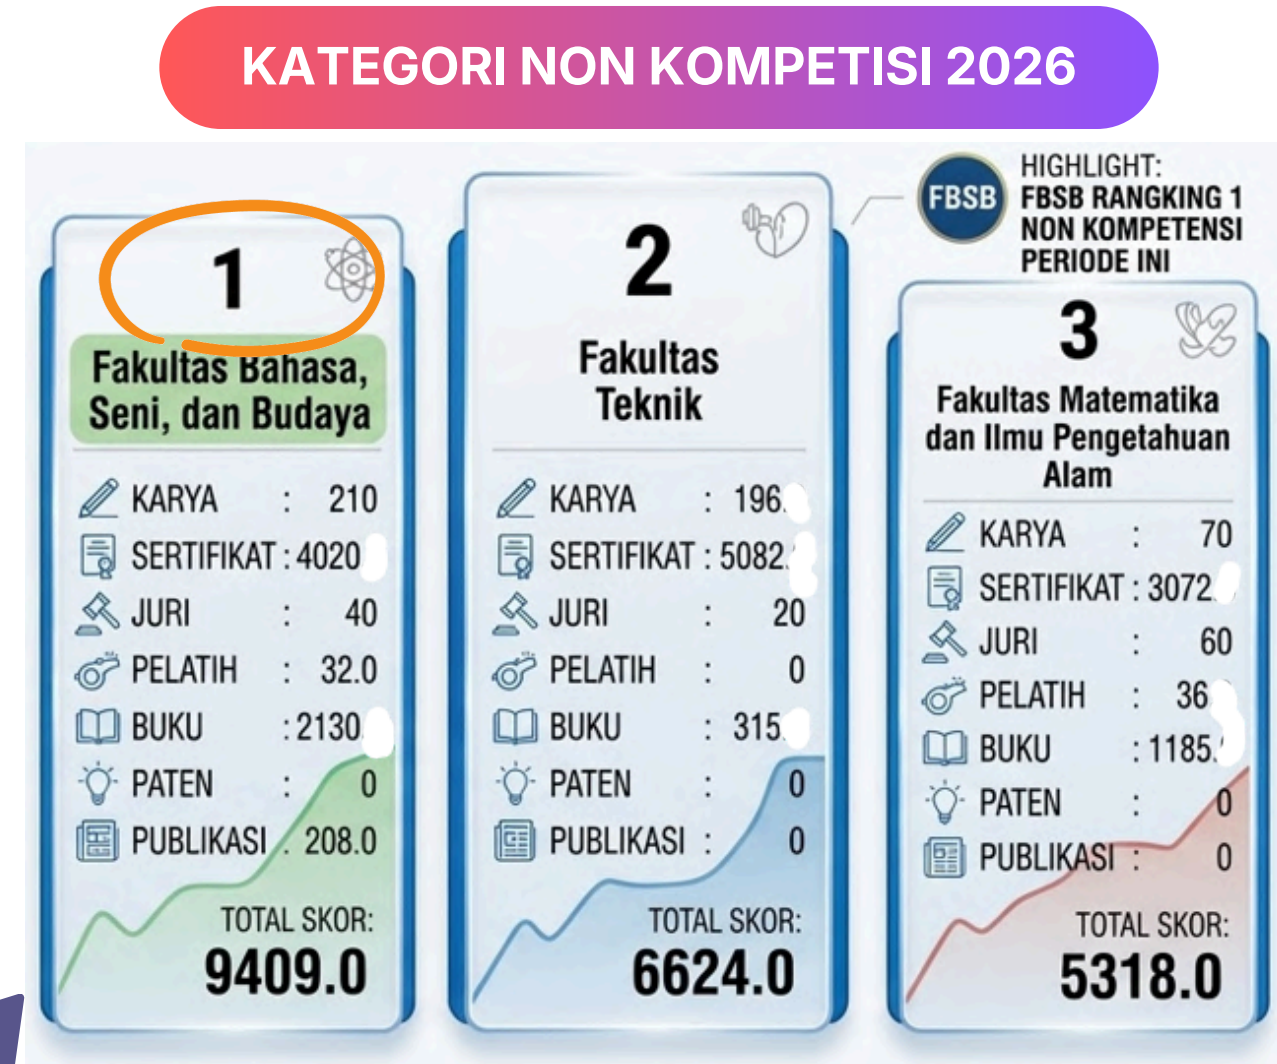 KATEGORI NON KOMPETISI 2026
FBSB
HIGHLIGHT:
FBSB RANGKING 1
NON KOMPETENSI
PERIODE INI
1
Fakultas Bahasa,
Seni, dan Budaya
KARYA : 210
SERTIFIKAT : 4020
JURI : 40
PELATIH : 32.0
BUKU : 2130
PATEN : 0
PUBLIKASI : 208.0
TOTAL SKOR:
9409.0
2
Fakultas
Teknik
KARYA : 196.
SERTIFIKAT : 5082.
JURI : 20
PELATIH : 0
BUKU : 315.
PATEN : 0
PUBLIKASI : 0
TOTAL SKOR:
6624.0
3
Fakultas Matematika
dan Ilmu Pengetahuan
Alam
KARYA : 70
SERTIFIKAT : 3072.
JURI : 60
PELATIH : 36
BUKU : 1185.
PATEN : 0
PUBLIKASI : 0
TOTAL SKOR:
5318.0